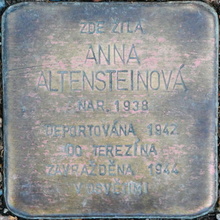 ZDE ŽILA
ANNA
ALTENSTEINOVÁ
NAR. 1938
DEPORTOVÁNA 1942
DO TEREZÍNA
ZAVRAŽDĚNA 1944
V OSVĚTIMI